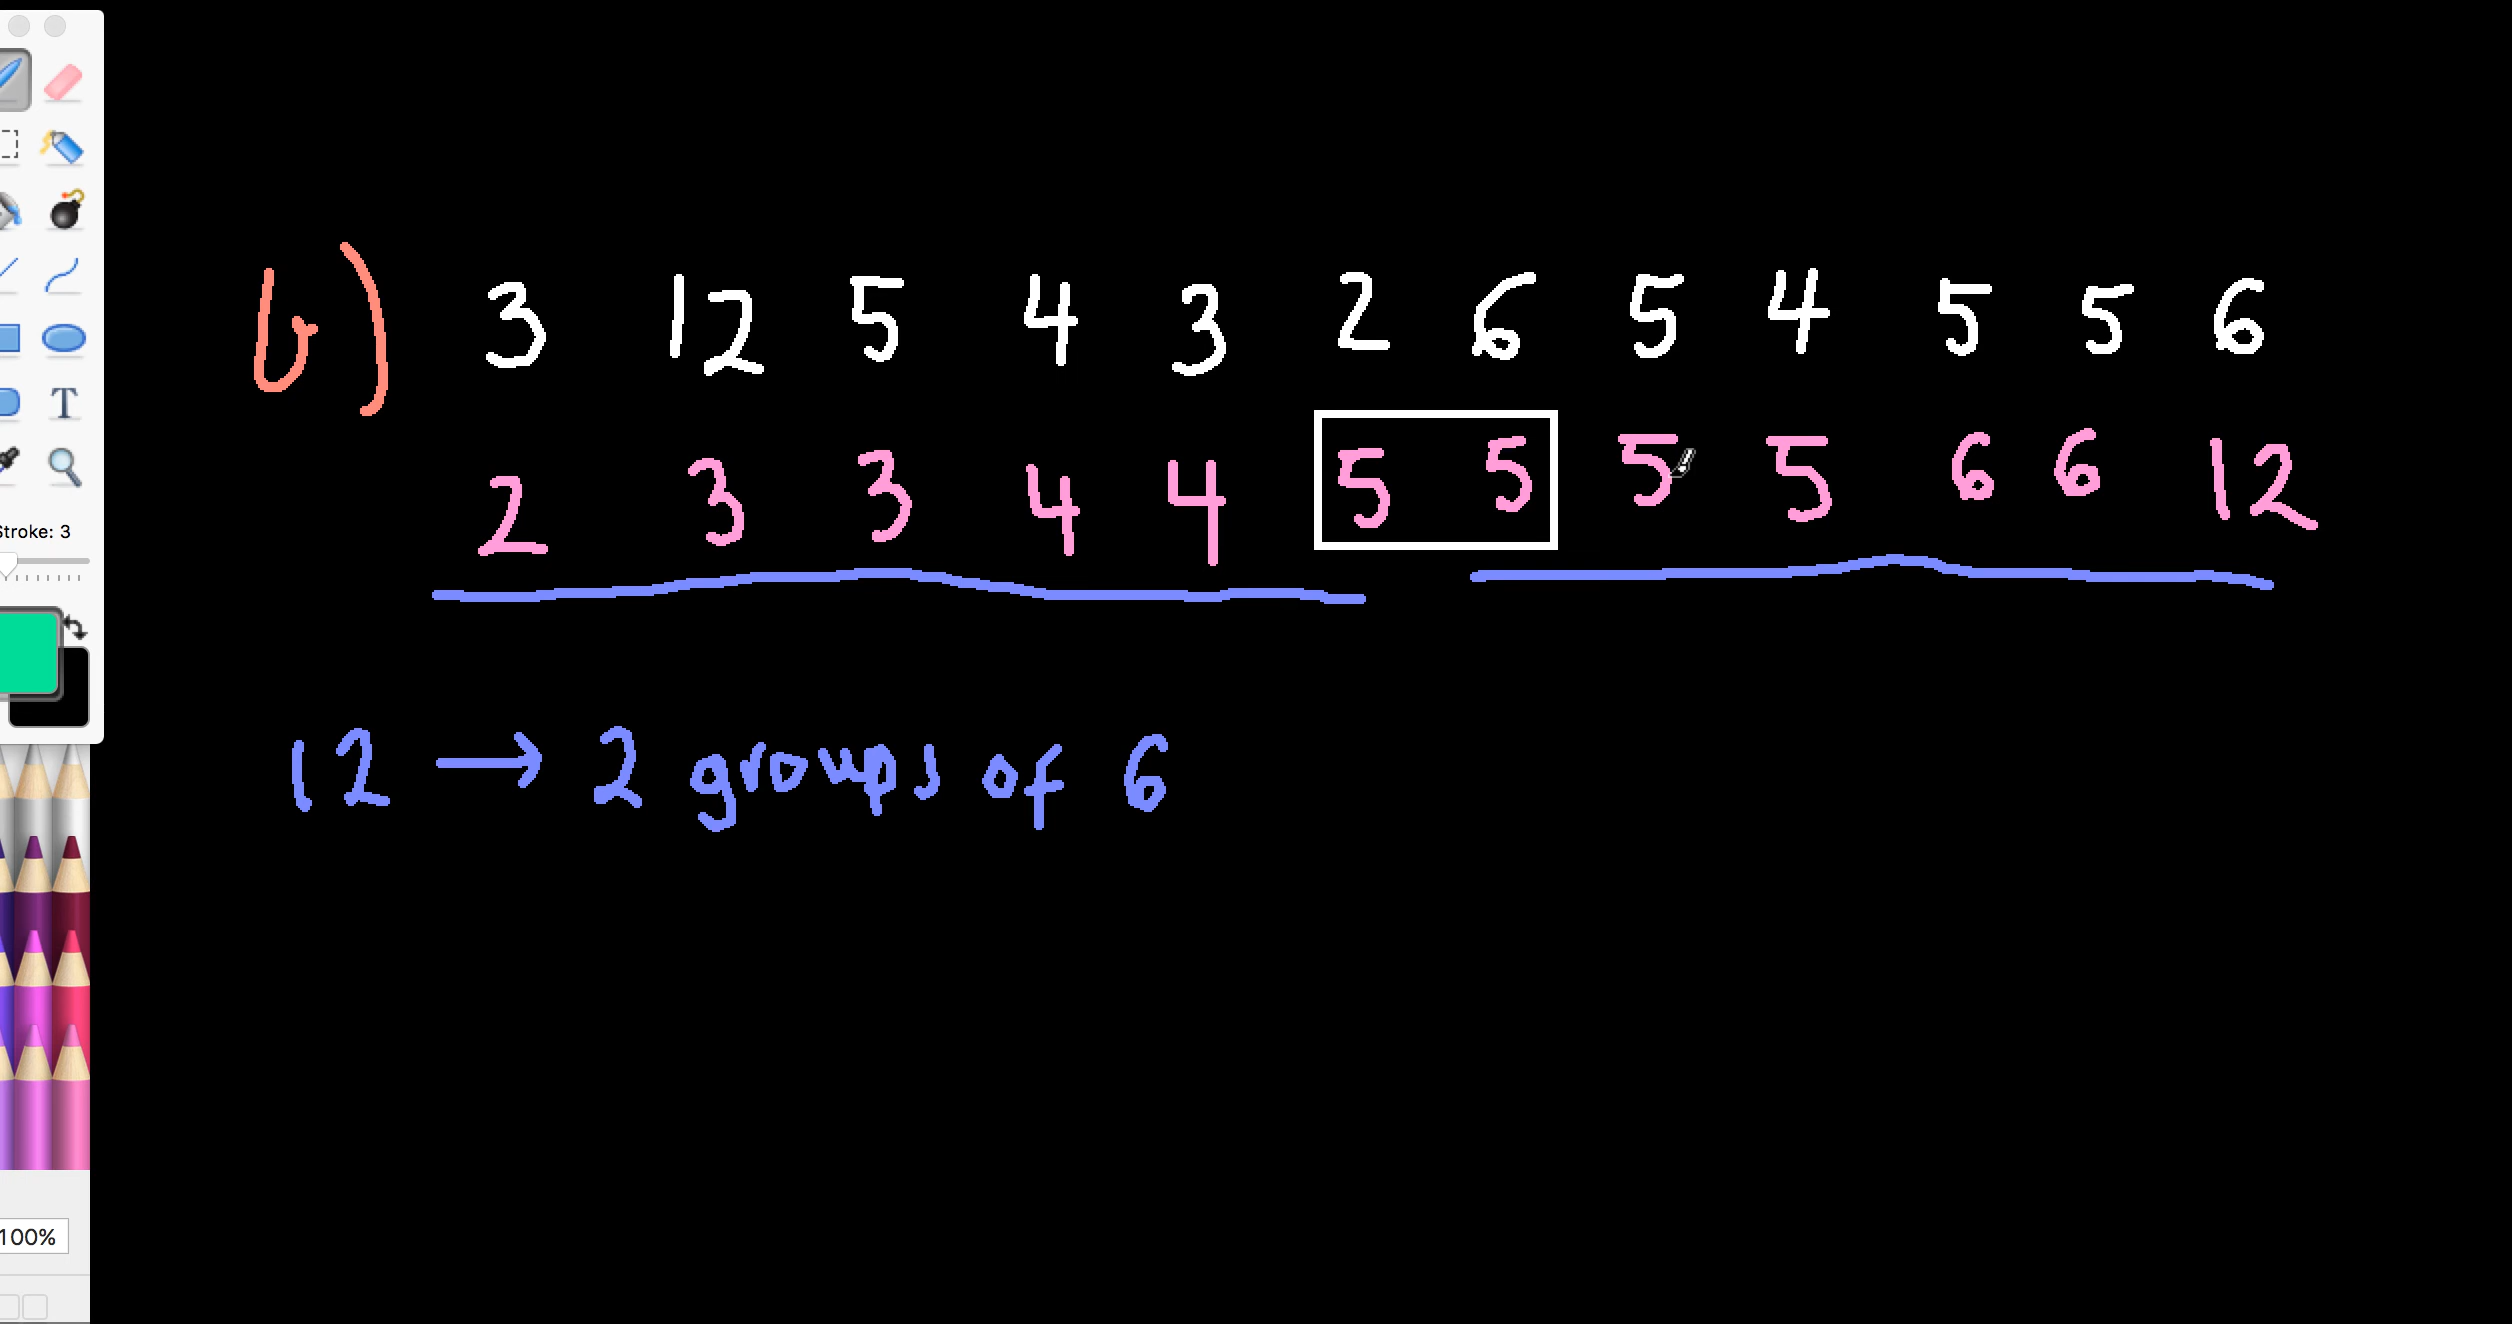 b) 3 12 5 4 3 2 6 5 4 5 5 6
2 3 3 4 4 5 5 5 5 6 6 12
T
Stroke: 3
12 → 2 groups of 6
100%